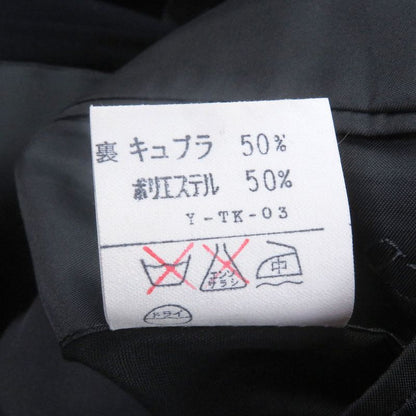 裏 キュプラ 50%
ポリエステル 50%
Y-TK-03
エンソ
サラシ
中
ドライ